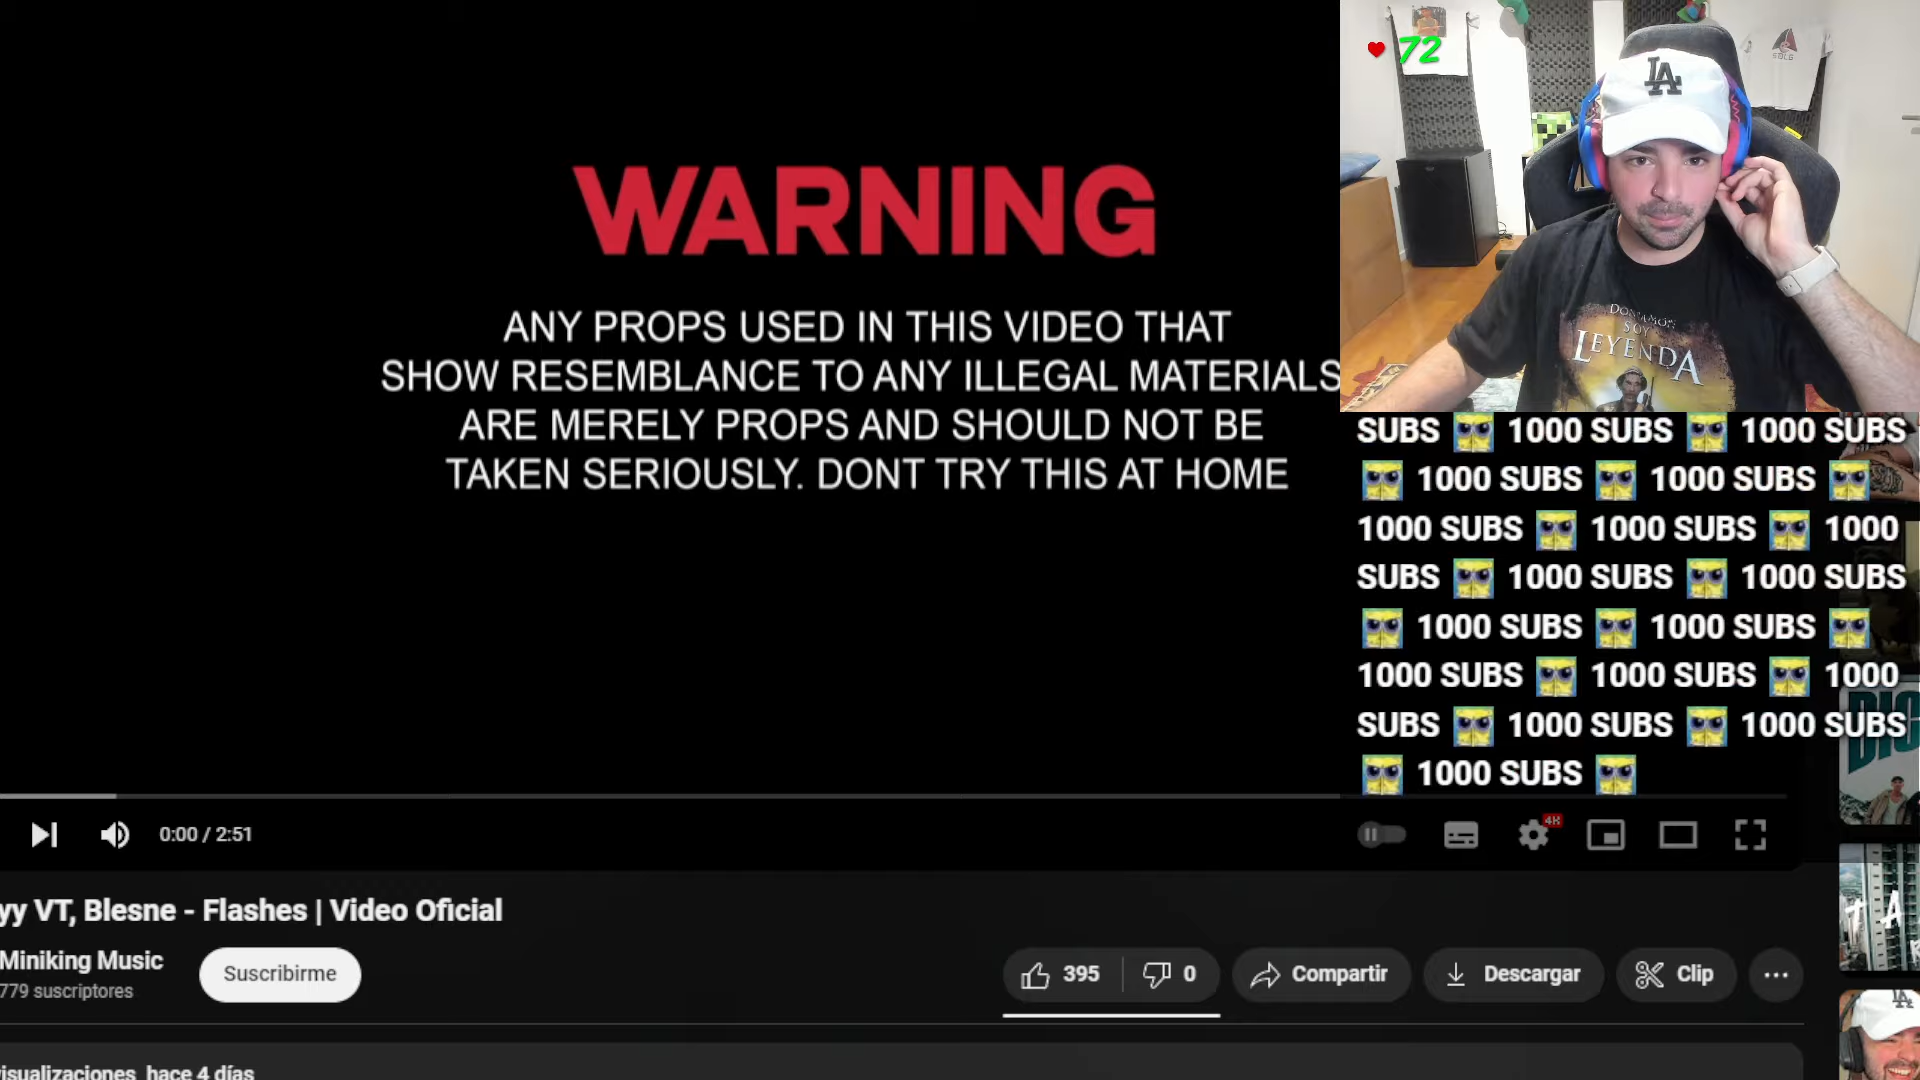 WARNING
ANY PROPS USED IN THIS VIDEO THAT
SHOW RESEMBLANCE TO ANY ILLEGAL MATERIALS
ARE MERELY PROPS AND SHOULD NOT BE
TAKEN SERIOUSLY. DONT TRY THIS AT HOME
72
LA
SOY
LEYENDA
SUBS 1000 SUBS 1000 SUBS
1000 SUBS 1000 SUBS
1000 SUBS 1000 SUBS 1000
SUBS 1000 SUBS 1000 SUBS
1000 SUBS 1000 SUBS
1000 SUBS 1000 SUBS 1000
SUBS 1000 SUBS 1000 SUBS
1000 SUBS
0:00 / 2:51
4K
yy VT, Blesne - Flashes | Video Oficial
Miniking Music
779 suscriptores
Suscribirme
395
0
Compartir
Descargar
Clip
visualizaciones hace 4 días